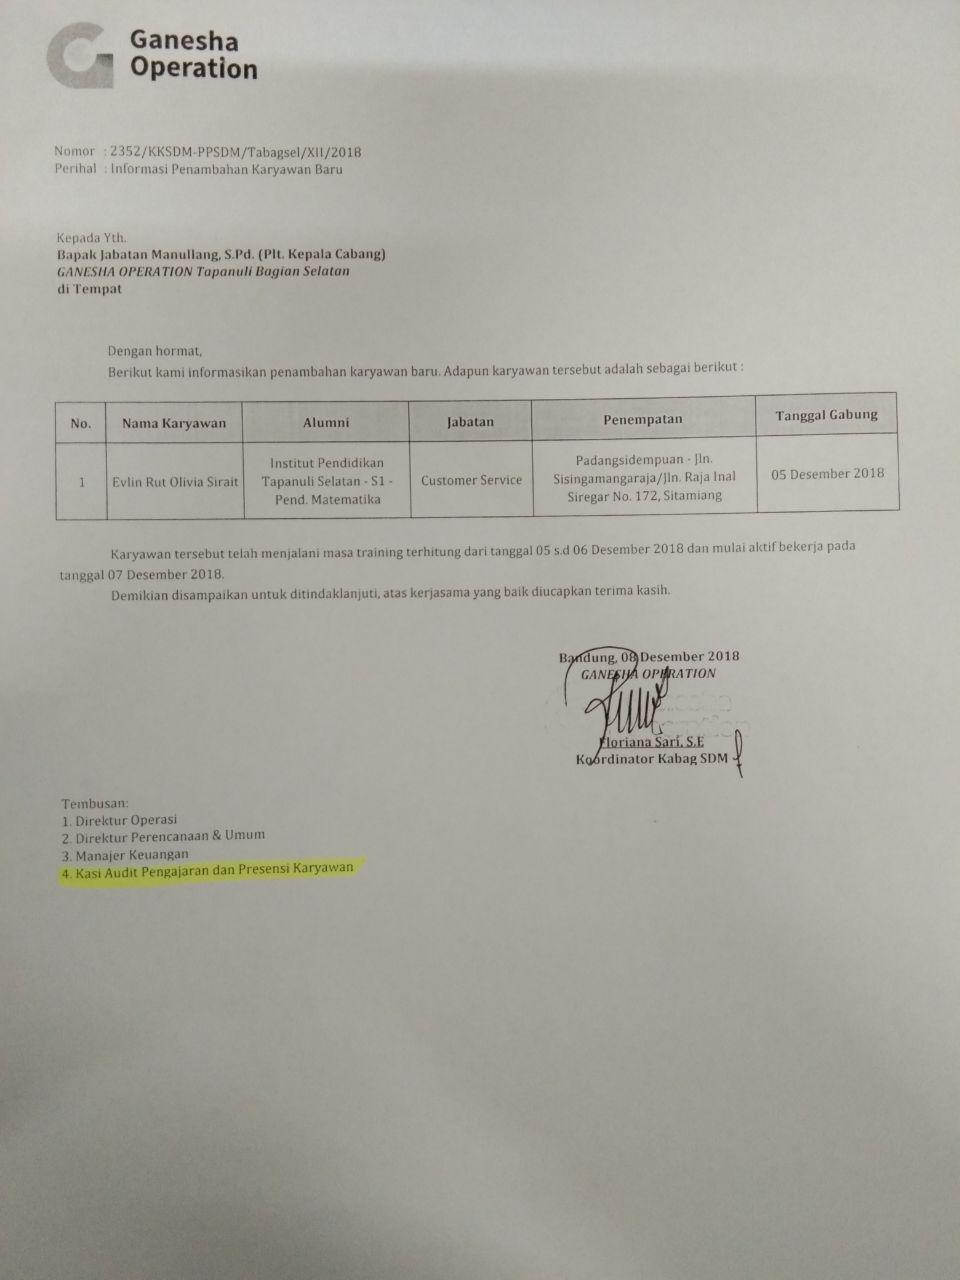 Ganesha
Operation
Nomor : 2352/KKSDM-PPSDM/Tabagsel/XII/2018
Perihal : Informasi Penambahan Karyawan Baru
Kepada Yth.
Bapak Jabatan Manullang, S.Pd. (Plt. Kepala Cabang)
GANESHA OPERATION Tapanuli Bagian Selatan
di Tempat
Dengan hormat,
Berikut kami informasikan penambahan karyawan baru. Adapun karyawan tersebut adalah sebagai berikut :
No. Nama Karyawan Alumni Jabatan Penempatan Tanggal Gabung
1 Evlin Rut Olivia Sirait Institut Pendidikan Tapanuli Selatan - S1 - Pend. Matematika Customer Service Padangsidempuan - Jln. Sisingamangaraja/Jln. Raja Inal Siregar No. 172, Sitamiang 05 Desember 2018
Karyawan tersebut telah menjalani masa training terhitung dari tanggal 05 s.d 06 Desember 2018 dan mulai aktif bekerja pada
tanggal 07 Desember 2018.
Demikian disampaikan untuk ditindaklanjuti, atas kerjasama yang baik diucapkan terima kasih.
Bandung, 08 Desember 2018
GANESHA OPERATION
Floriana Sari, S.E
Koordinator Kabag SDM
Tembusan:
1. Direktur Operasi
2. Direktur Perencanaan & Umum
3. Manajer Keuangan
4. Kasi Audit Pengajaran dan Presensi Karyawan